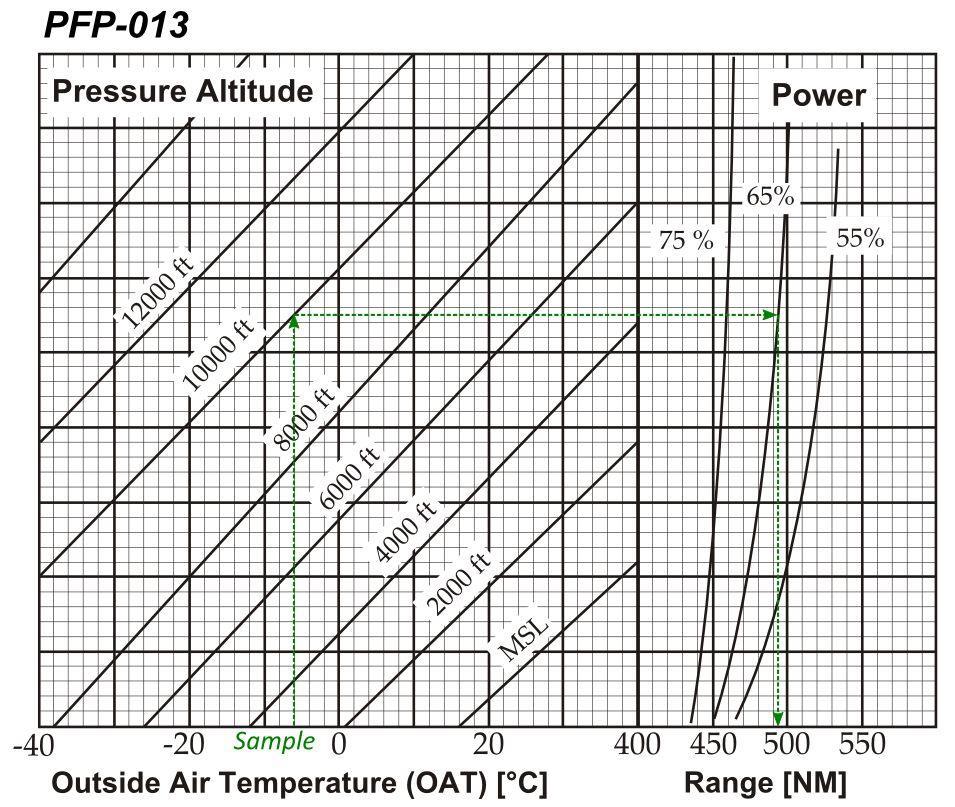 PFP-013
Pressure Altitude
Power
65%
75 %
55%
12000 ft
10000 ft
8000 ft
6000 ft
4000 ft
2000 ft
MSL
-40 -20 Sample 0 20 400 450 500 550
Outside Air Temperature (OAT) [°C] Range [NM]